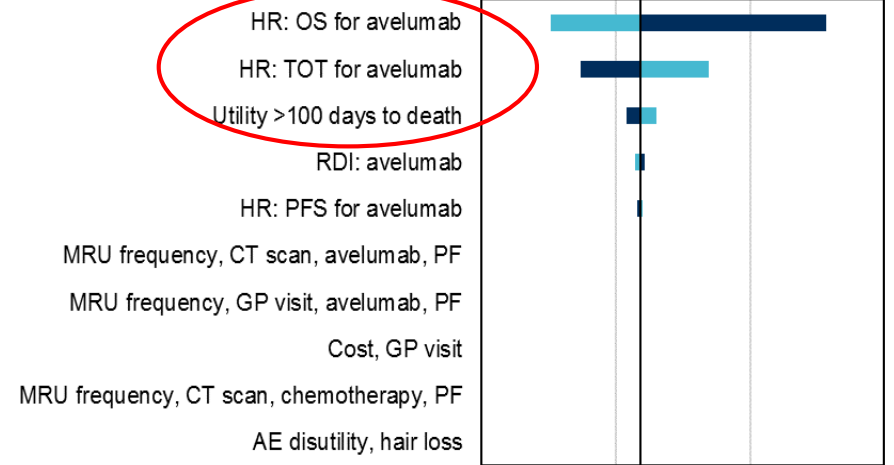 HR: OS for avelumab
HR: TOT for avelumab
Utility >100 days to death
RDI: avelumab
HR: PFS for avelumab
MRU frequency, CT scan, avelumab, PF
MRU frequency, GP visit, avelumab, PF
Cost, GP visit
MRU frequency, CT scan, chemotherapy, PF
AE disutility, hair loss